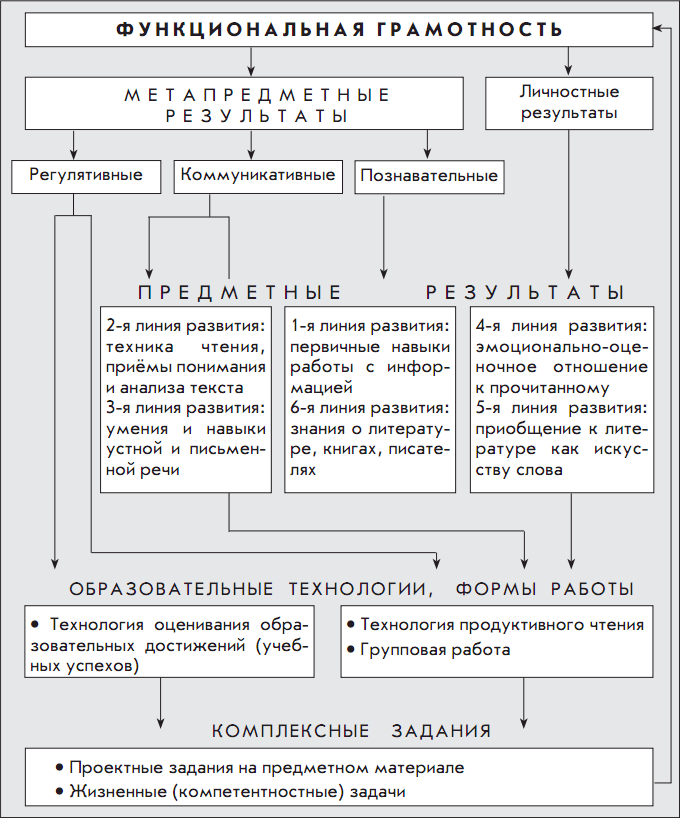 ФУНКЦИОНАЛЬНАЯ ГРАМОТНОСТЬ
МЕТАПРЕДМЕТНЫЕ
РЕЗУЛЬТАТЫ
Личностные
результаты
Регулятивные
Коммуникативные
Познавательные
ПРЕДМЕТНЫЕ РЕЗУЛЬТАТЫ
2-я линия развития:
техника чтения,
приёмы понимания
и анализа текста
3-я линия развития:
умения и навыки
устной и письмен-
ной речи
1-я линия развития:
первичные навыки
работы с инфор-
мацией
6-я линия развития:
знания о литерату-
ре, книгах, писате-
лях
4-я линия развития:
эмоционально-оце-
ночное отношение
к прочитанному
5-я линия развития:
приобщение к лите-
ратуре как искус-
ству слова
ОБРАЗОВАТЕЛЬНЫЕ ТЕХНОЛОГИИ, ФОРМЫ РАБОТЫ
• Технология оценивания обра-
зовательных достижений (учеб-
ных успехов)
• Технология продуктивного чтения
• Групповая работа
КОМПЛЕКСНЫЕ ЗАДАНИЯ
• Проектные задания на предметном материале
• Жизненные (компетентностные) задачи